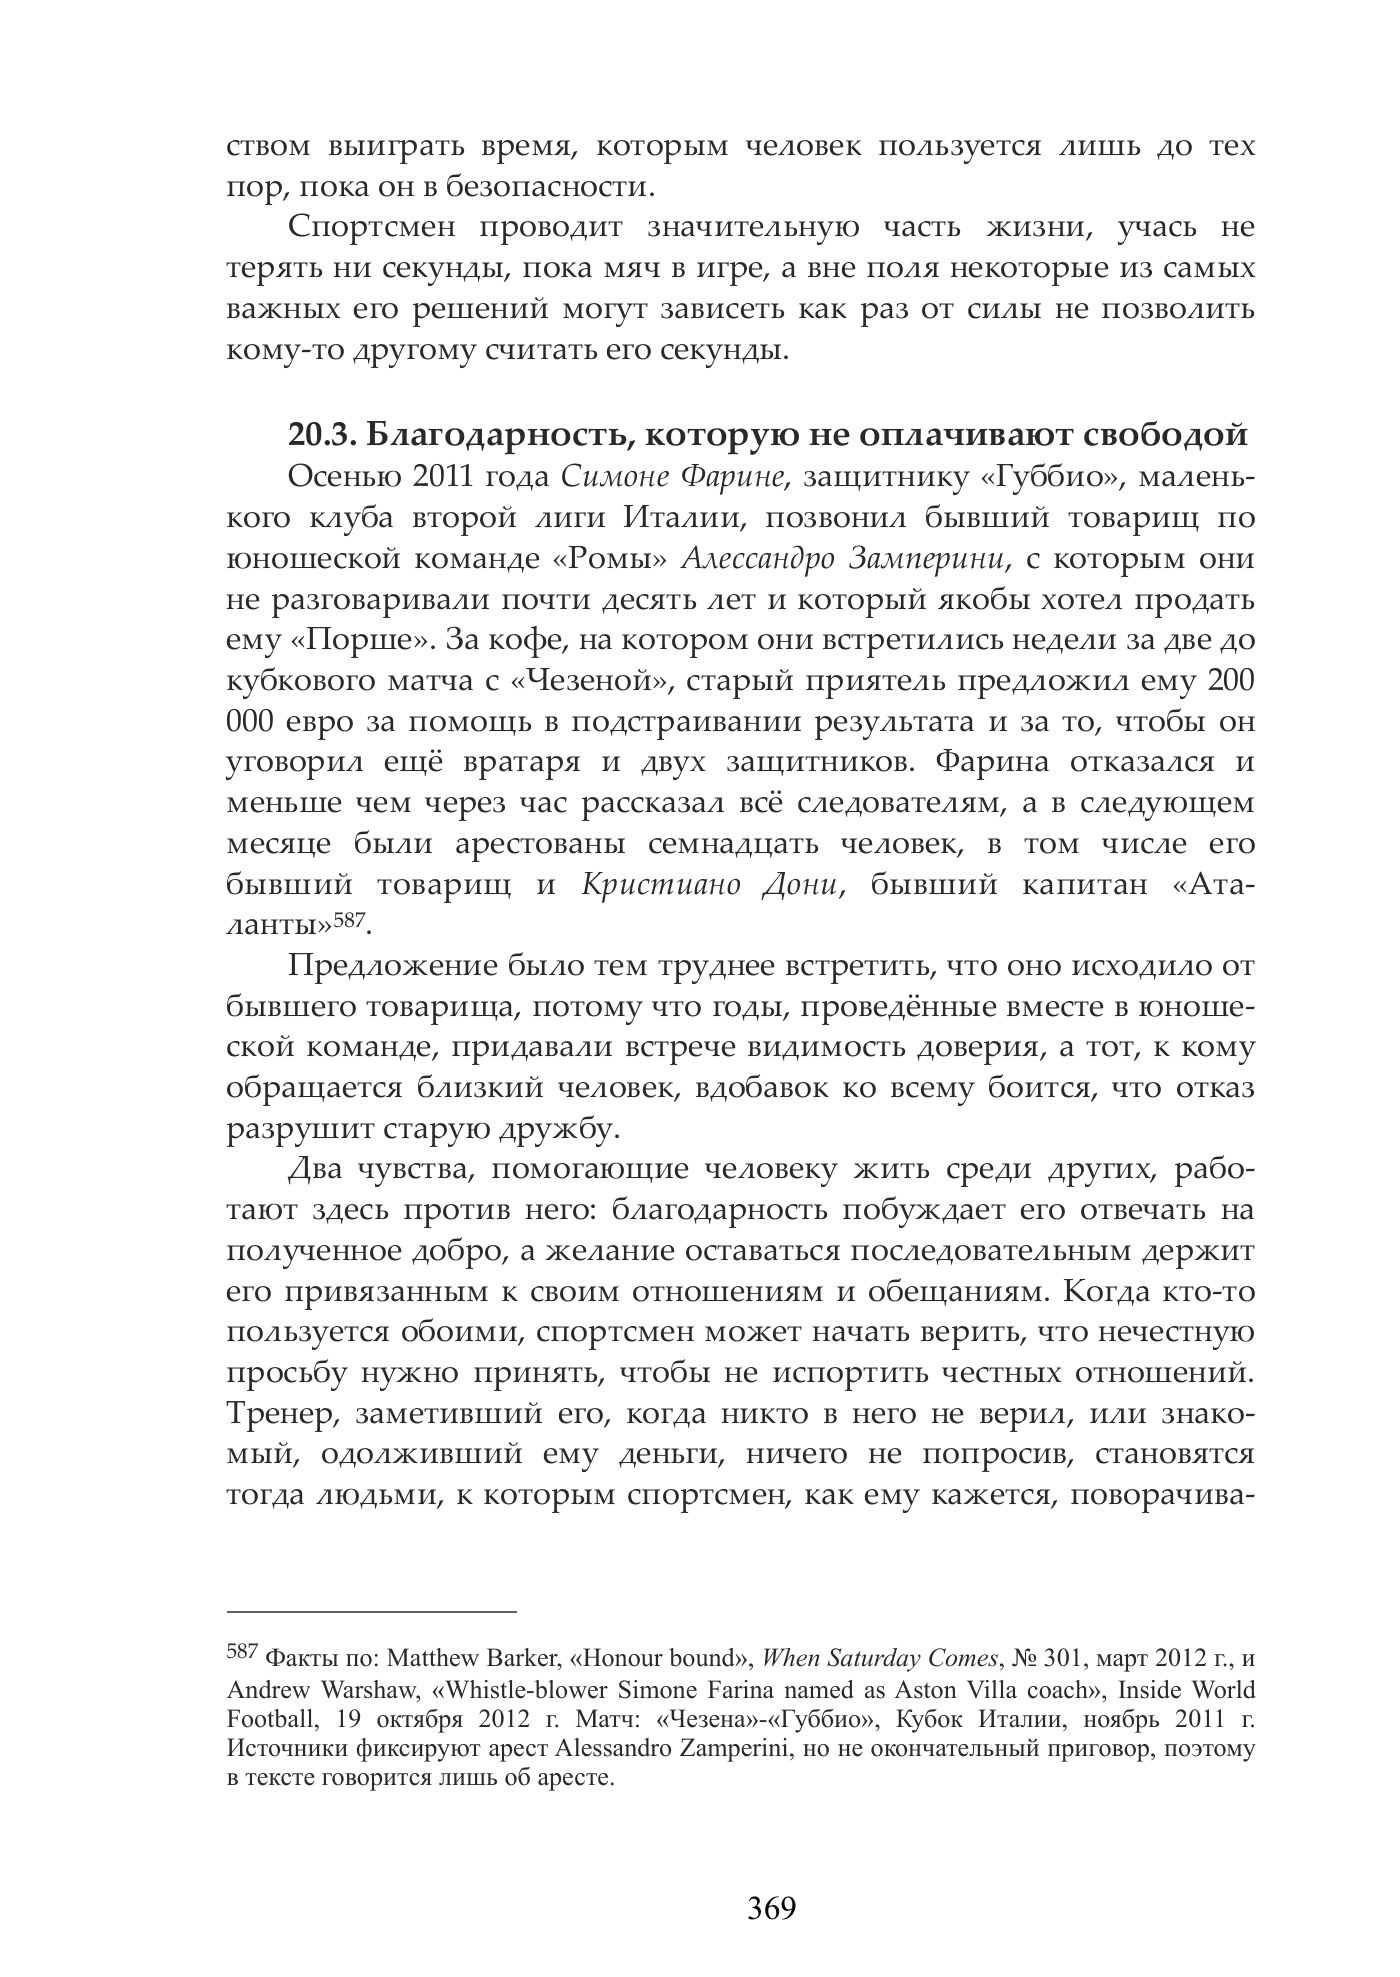 ством выиграть время, которым человек пользуется лишь до тех
пор, пока он в безопасности.
Спортсмен проводит значительную часть жизни, учась не
терять ни секунды, пока мяч в игре, а вне поля некоторые из самых
важных его решений могут зависеть как раз от силы не позволить
кому-то другому считать его секунды.
20.3. Благодарность, которую не оплачивают свободой
Осенью 2011 года Симоне Фарине, защитнику «Губбио», малень-
кого клуба второй лиги Италии, позвонил бывший товарищ по
юношеской команде «Ромы» Алессандро Замперини, с которым они
не разговаривали почти десять лет и который якобы хотел продать
ему «Порше». За кофе, на котором они встретились недели за две до
кубкового матча с «Чезеной», старый приятель предложил ему 200
000 евро за помощь в подстраивании результата и за то, чтобы он
уговорил ещё вратаря и двух защитников. Фарина отказался и
меньше чем через час рассказал всё следователям, а в следующем
месяце были арестованы семнадцать человек, в том числе его
бывший товарищ и Кристиано Дони, бывший капитан «Ата-
ланты»587.
Предложение было тем труднее встретить, что оно исходило от
бывшего товарища, потому что годы, проведённые вместе в юноше-
ской команде, придавали встрече видимость доверия, а тот, к кому
обращается близкий человек, вдобавок ко всему боится, что отказ
разрушит старую дружбу.
Два чувства, помогающие человеку жить среди других, рабо-
тают здесь против него: благодарность побуждает его отвечать на
полученное добро, а желание оставаться последовательным держит
его привязанным к своим отношениям и обещаниям. Когда кто-то
пользуется обоими, спортсмен может начать верить, что нечестную
просьбу нужно принять, чтобы не испортить честных отношений.
Тренер, заметивший его, когда никто в него не верил, или знако-
мый, одолживший ему деньги, ничего не попросив, становятся
тогда людьми, к которым спортсмен, как ему кажется, поворачива-
587 Факты по: Matthew Barker, «Honour bound», When Saturday Comes, № 301, март 2012 г., и
Andrew Warshaw, «Whistle-blower Simone Farina named as Aston Villa coach», Inside World
Football, 19 октября 2012 г. Матч: «Чезена»-«Губбио», Кубок Италии, ноябрь 2011 г.
Источники фиксируют арест Alessandro Zamperini, но не окончательный приговор, поэтому
в тексте говорится лишь об аресте.
369